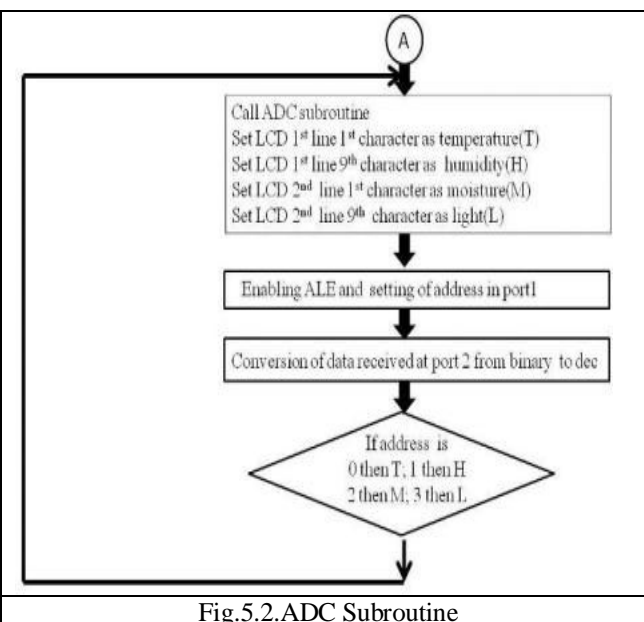 A
Call ADC subroutine
Set LCD 1st line 1st character as temperature(T)
Set LCD 1st line 9th character as humidity(H)
Set LCD 2nd line 1st character as moisture(M)
Set LCD 2nd line 9th character as light(L)
Enabling ALE and setting of address in port1
Conversion of data received at port 2 from binary to dec
If address is
0 then T; 1 then H
2 then M; 3 then L
Fig.5.2.ADC Subroutine